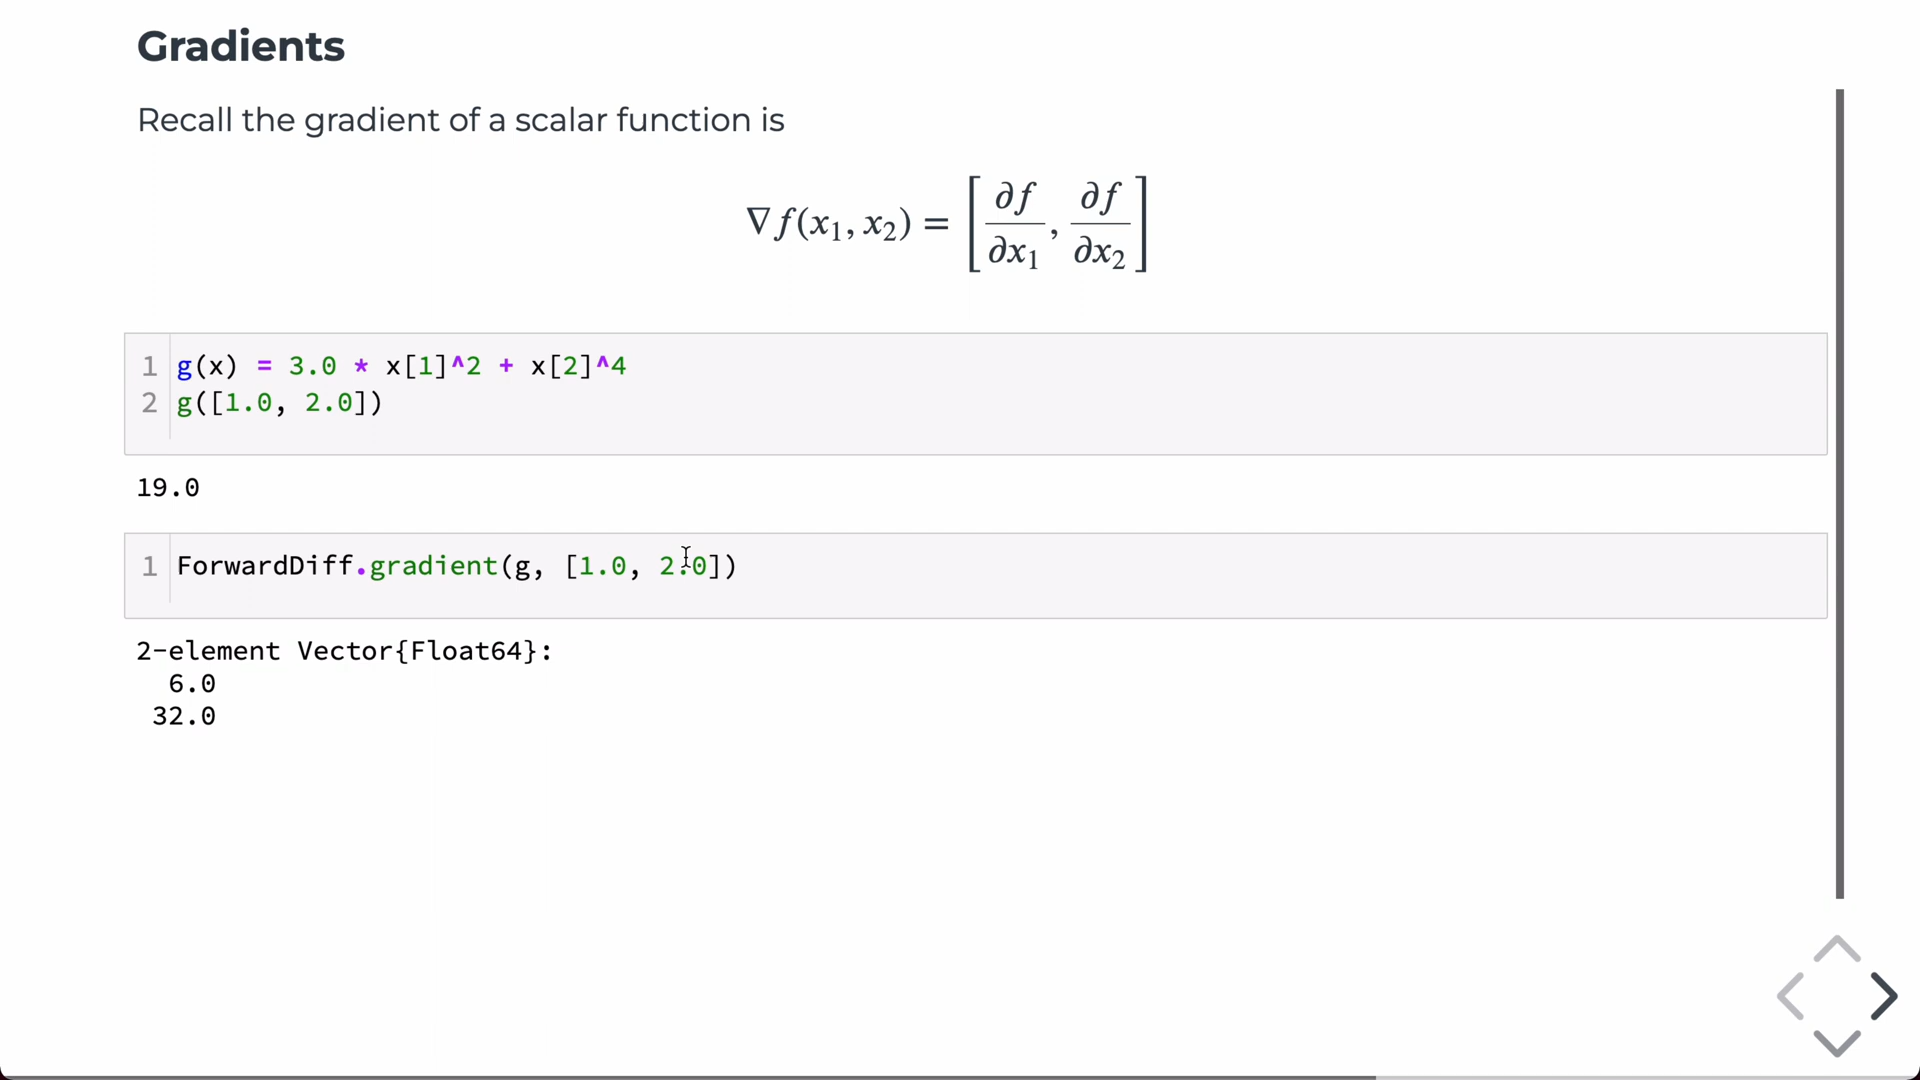 Gradients
Recall the gradient of a scalar function is
∇f(x₁, x₂) = [∂f/∂x₁, ∂f/∂x₂]
1 g(x) = 3.0 * x[1]^2 + x[2]^4
2 g([1.0, 2.0])
19.0
1 ForwardDiff.gradient(g, [1.0, 2.0])
2-element Vector{Float64}:
6.0
32.0